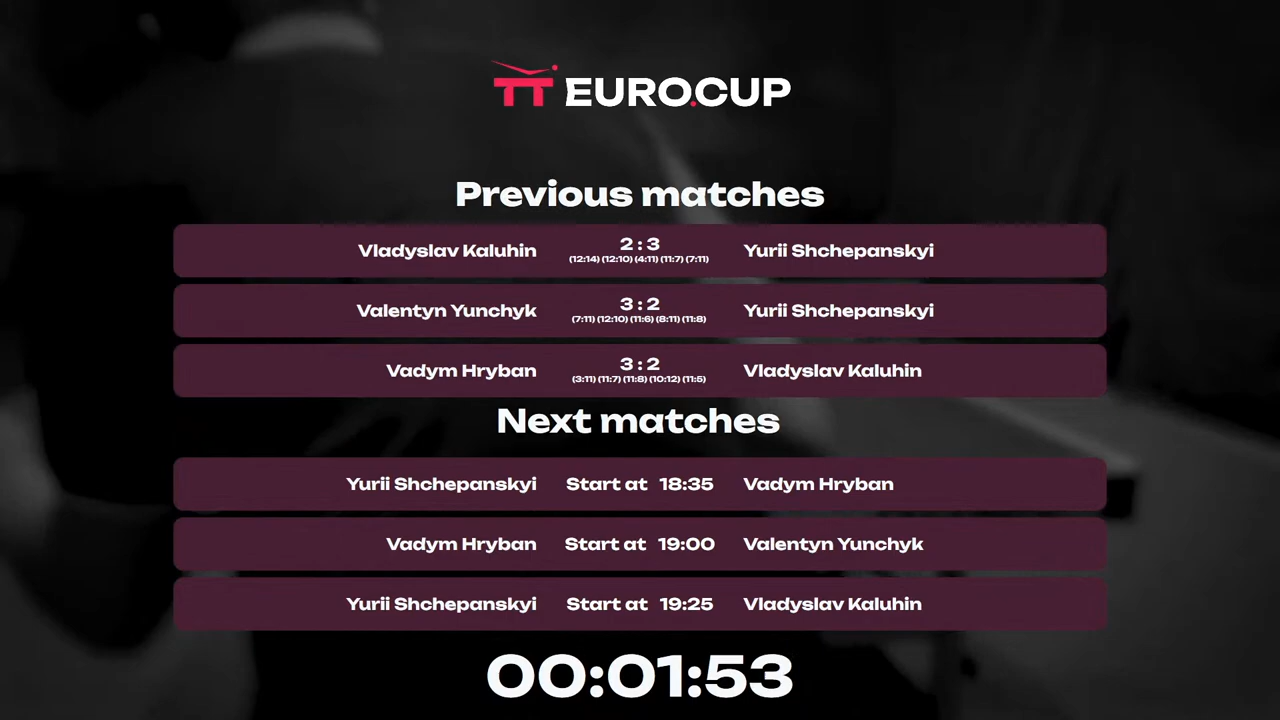 TT EURO.CUP
Previous matches
Vladyslav Kaluhin 2 : 3 Yurii Shchepanskyi
(12:14) (12:10) (4:11) (11:7) (7:11)
Valentyn Yunchyk 3 : 2 Yurii Shchepanskyi
(7:11) (12:10) (11:6) (8:11) (11:8)
Vadym Hryban 3 : 2 Vladyslav Kaluhin
(3:11) (11:7) (11:8) (10:12) (11:5)
Next matches
Yurii Shchepanskyi Start at 18:35 Vadym Hryban
Vadym Hryban Start at 19:00 Valentyn Yunchyk
Yurii Shchepanskyi Start at 19:25 Vladyslav Kaluhin
00:01:53